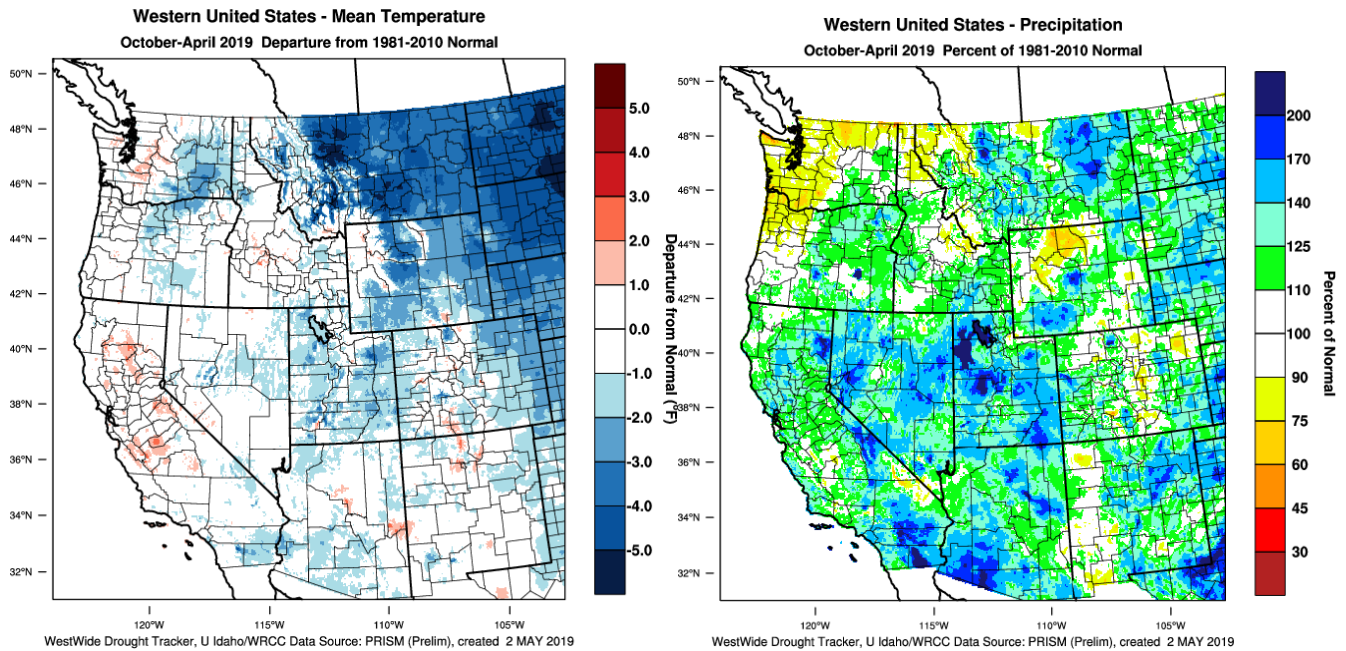 Western United States - Mean Temperature
October-April 2019 Departure from 1981-2010 Normal
50°N
48°N
46°N
44°N
42°N
40°N
38°N
36°N
34°N
32°N
120°W
115°W
110°W
105°W
5.0
4.0
3.0
2.0
1.0
0.0
-1.0
-2.0
-3.0
-4.0
-5.0
Departure from Normal (°F)
WestWide Drought Tracker, U Idaho/WRCC Data Source: PRISM (Prelim), created 2 MAY 2019
Western United States - Precipitation
October-April 2019 Percent of 1981-2010 Normal
50°N
48°N
46°N
44°N
42°N
40°N
38°N
36°N
34°N
32°N
120°W
115°W
110°W
105°W
200
170
140
125
110
100
90
75
60
45
30
Percent of Normal
WestWide Drought Tracker, U Idaho/WRCC Data Source: PRISM (Prelim), created 2 MAY 2019